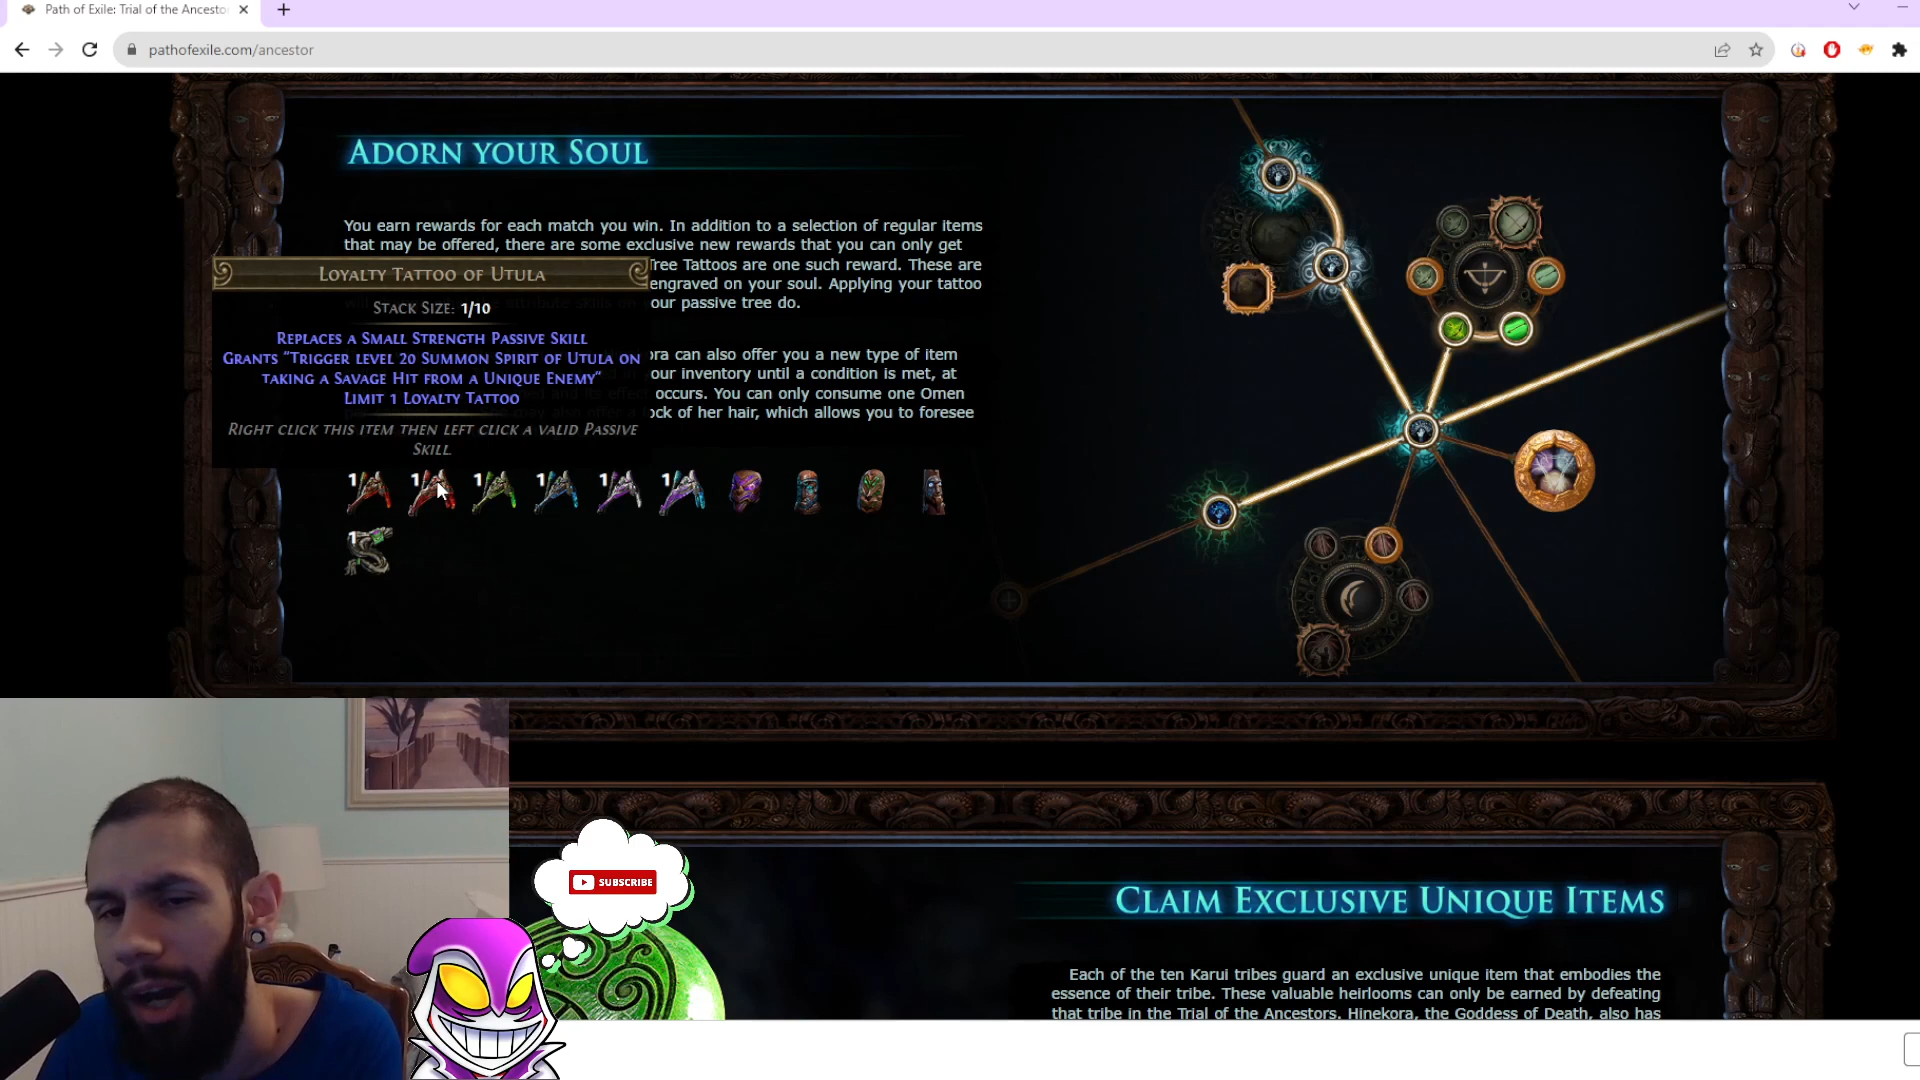 Path of Exile: Trial of the Ancesto
pathofexile.com/ancestor
Adorn your Soul
You earn rewards for each match you win. In addition to a selection of regular items
that may be offered, there are some exclusive new rewards that you can only get
Tree Tattoos are one such reward. These are
engraved on your soul. Applying your tattoo
our passive tree do.
ora can also offer you a new type of item
our inventory until a condition is met, at
occurs. You can only consume one Omen
ock of her hair, which allows you to foresee
Loyalty Tattoo of Utula
Stack Size: 1/10
Replaces a Small Strength Passive Skill
Grants "Trigger level 20 Summon Spirit of Utula on
taking a Savage Hit from a Unique Enemy"
Limit 1 Loyalty Tattoo
Right click this item then left click a valid Passive
Skill.
1 1 1 1 1 1
1
SUBSCRIBE
Claim Exclusive Unique Items
Each of the ten Karui tribes guard an exclusive unique item that embodies the
essence of their tribe. These valuable heirlooms can only be earned by defeating
that tribe in the Trial of the Ancestors. Hinekora, the Goddess of Death, also has